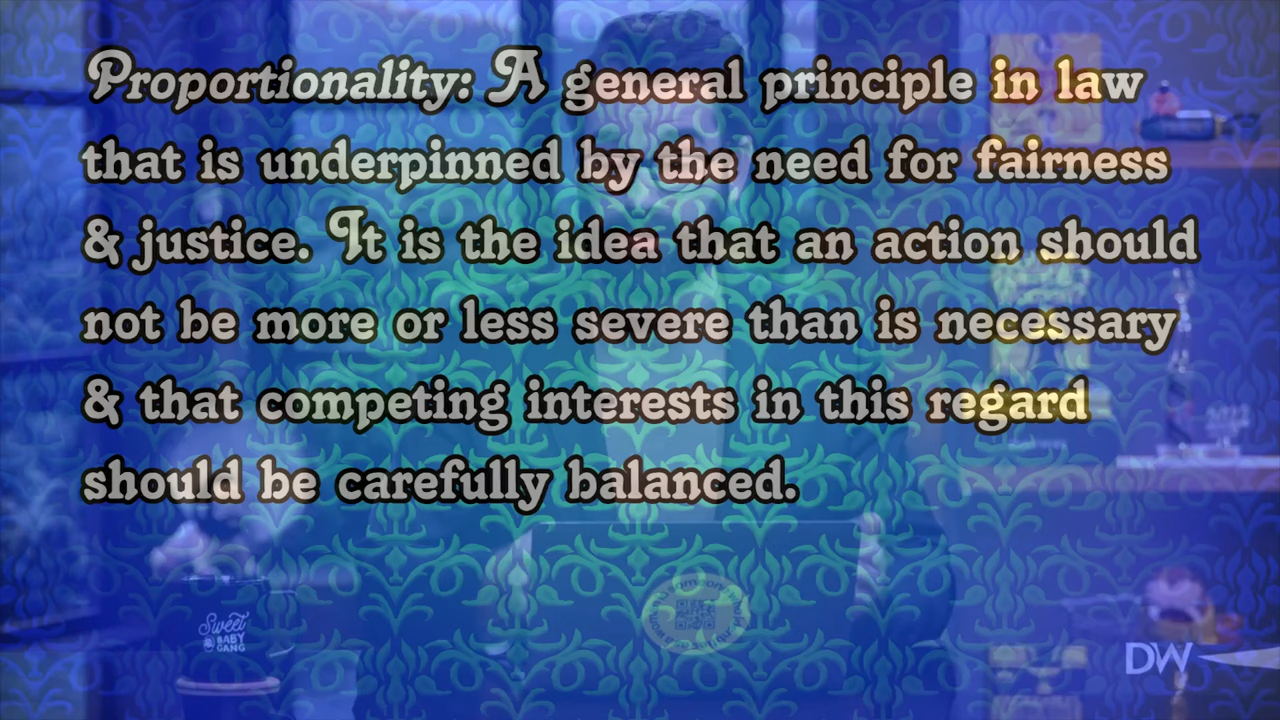 Proportionality: A general principle in law
that is underpinned by the need for fairness
& justice. It is the idea that an action should
not be more or less severe than is necessary
& that competing interests in this regard
should be carefully balanced.
Sweet
BABY
GANG
DW